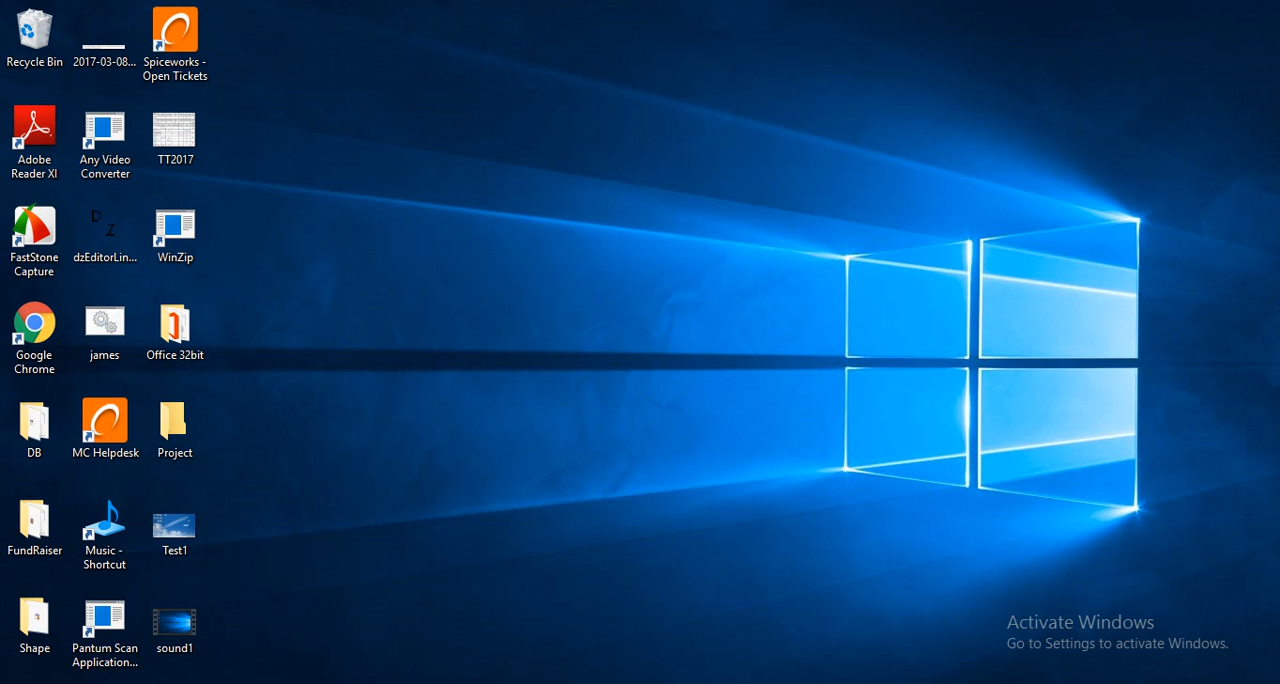 Recycle Bin
2017-03-08...
Spiceworks -
Open Tickets
Adobe
Reader XI
Any Video
Converter
TT2017
FastStone
Capture
D
Z
dzEditorLin...
WinZip
Google
Chrome
james
Office 32bit
DB
MC Helpdesk
Project
FundRaiser
Music -
Shortcut
Test1
Shape
Pantum Scan
Application...
sound1
Activate Windows
Go to Settings to activate Windows.